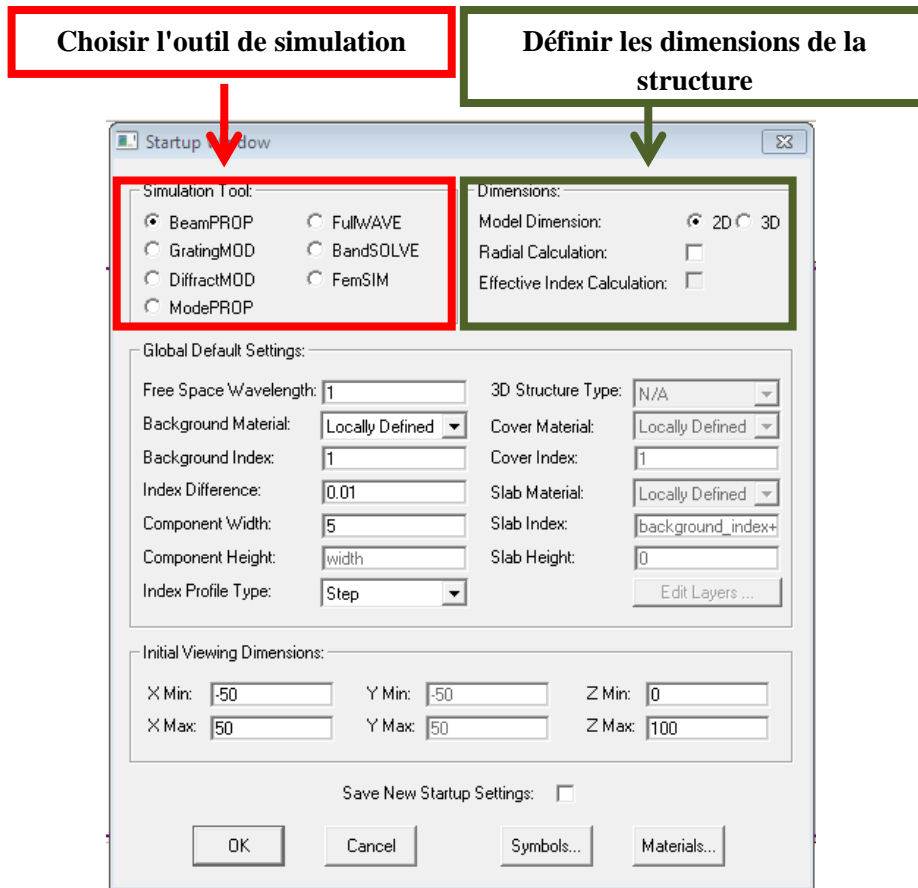 Choisir l'outil de simulation
Définir les dimensions de la
structure
Startup Window
Simulation Tool:
BeamPROP
FullWAVE
GratingMOD
BandSOLVE
DiffractMOD
FemSIM
ModePROP
Dimensions:
Model Dimension:
2D
3D
Radial Calculation:
Effective Index Calculation:
Global Default Settings:
Free Space Wavelength:
1
3D Structure Type:
N/A
Background Material:
Locally Defined
Cover Material:
Locally Defined
Background Index:
1
Cover Index:
1
Index Difference:
0.01
Slab Material:
Locally Defined
Component Width:
5
Slab Index:
background_index+
Component Height:
width
Slab Height:
0
Index Profile Type:
Step
Edit Layers ...
Initial Viewing Dimensions:
X Min:
-50
Y Min:
-50
Z Min:
0
X Max:
50
Y Max:
50
Z Max:
100
Save New Startup Settings:
OK
Cancel
Symbols...
Materials...